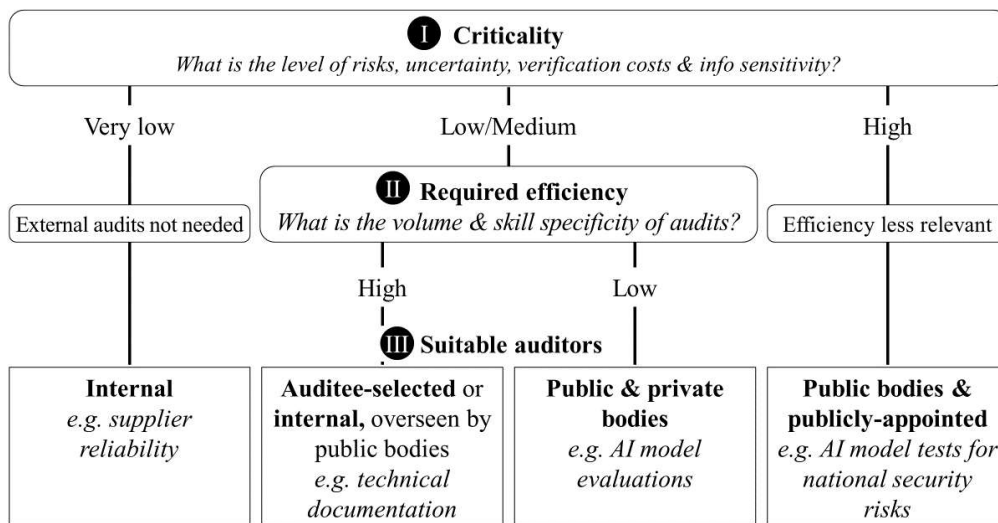 I Criticality
What is the level of risks, uncertainty, verification costs & info sensitivity?
Very low
Low/Medium
High
II Required efficiency
What is the volume & skill specificity of audits?
External audits not needed
Efficiency less relevant
High
Low
III Suitable auditors
Internal
e.g. supplier
reliability
Auditee-selected or
internal, overseen by
public bodies
e.g. technical
documentation
Public & private
bodies
e.g. AI model
evaluations
Public bodies &
publicly-appointed
e.g. AI model tests for
national security
risks